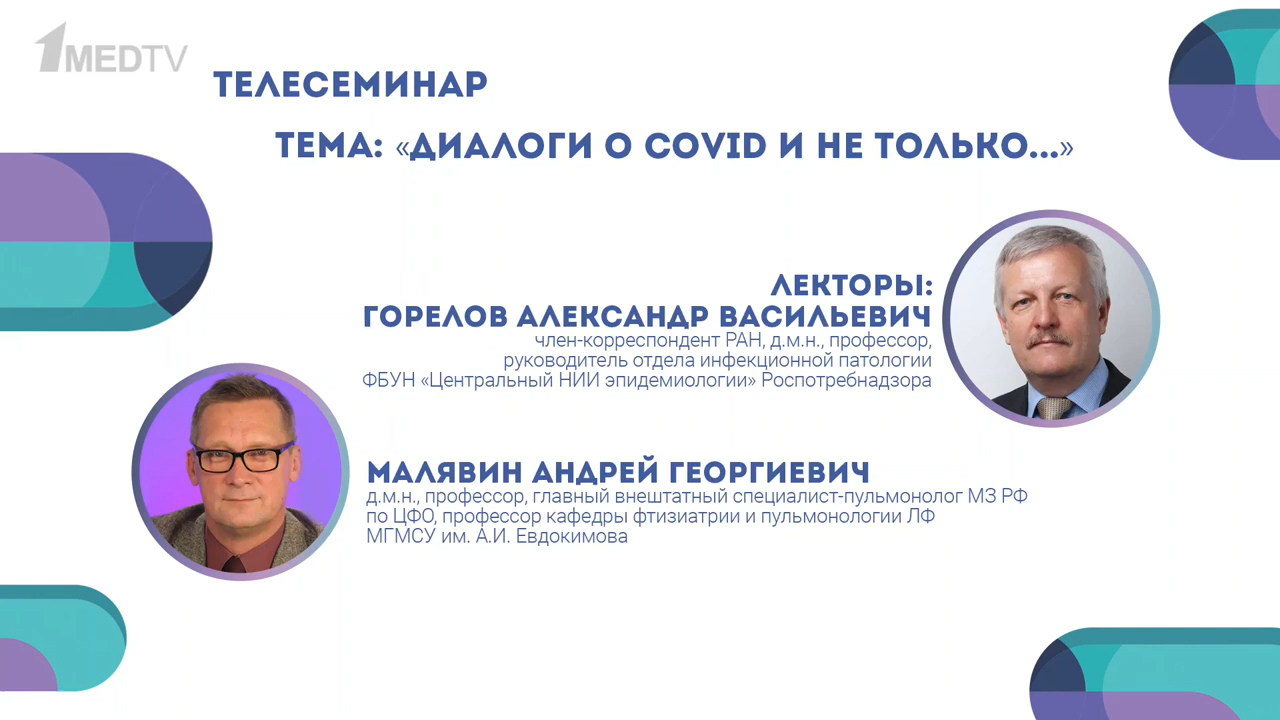 1MEDTV
ТЕЛЕСЕМИНАР
ТЕМА: «ДИАЛОГИ О COVID И НЕ ТОЛЬКО...»
ЛЕКТОРЫ:
ГОРЕЛОВ АЛЕКСАНДР ВАСИЛЬЕВИЧ
член-корреспондент РАН, д.м.н., профессор,
руководитель отдела инфекционной патологии
ФБУН «Центральный НИИ эпидемиологии» Роспотребнадзора
МАЛЯВИН АНДРЕЙ ГЕОРГИЕВИЧ
д.м.н., профессор, главный внештатный специалист-пульмонолог МЗ РФ
по ЦФО, профессор кафедры фтизиатрии и пульмонологии ЛФ
МГМСУ им. А.И. Евдокимова